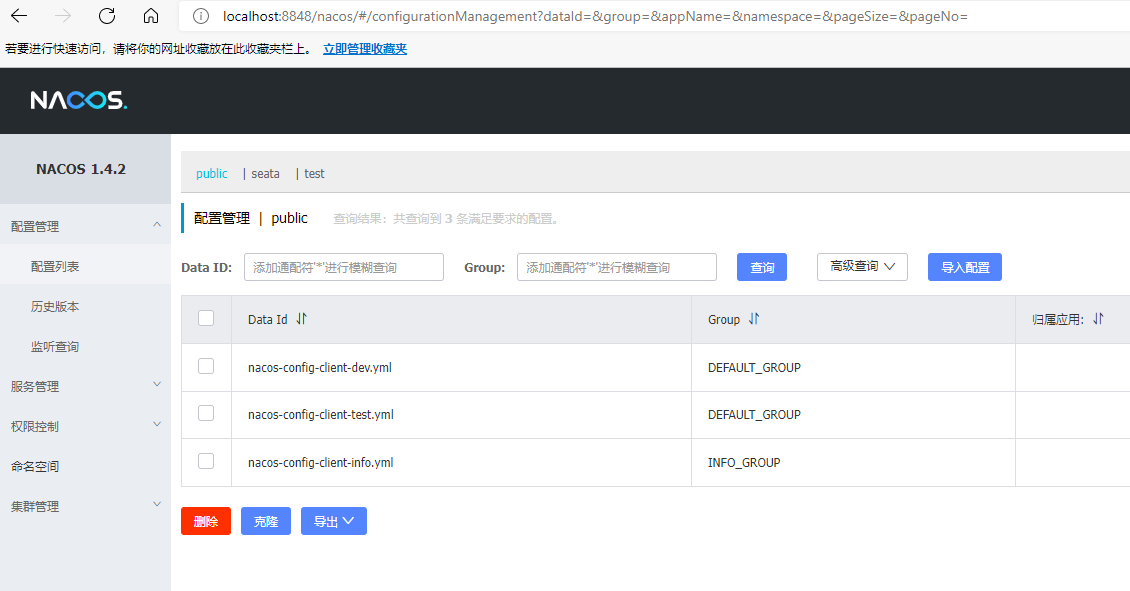 localhost:8848/nacos/#/configurationManagement?dataId=&group=&appName=&namespace=&pageSize=&pageNo=
若要进行快速访问，请将你的网址收藏放在此收藏夹栏上。 立即管理收藏夹
NACOS.
NACOS 1.4.2
配置管理
配置列表
历史版本
监听查询
服务管理
权限控制
命名空间
集群管理
public | seata | test
配置管理 | public 查询结果：共查询到 3 条满足要求的配置。
Data ID: 添加通配符'*'进行模糊查询 Group: 添加通配符'*'进行模糊查询 查询 高级查询 导入配置
Data Id Group 归属应用:
nacos-config-client-dev.yml DEFAULT_GROUP
nacos-config-client-test.yml DEFAULT_GROUP
nacos-config-client-info.yml INFO_GROUP
删除 克隆 导出